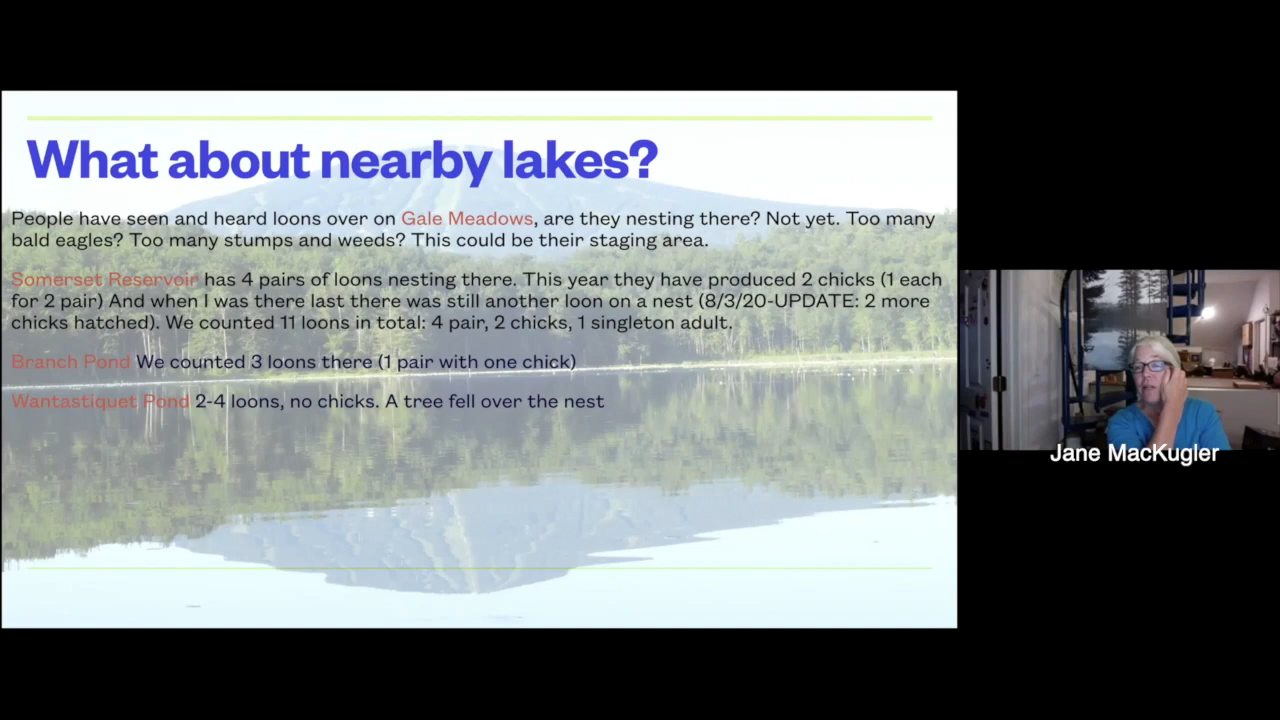 What about nearby lakes?
People have seen and heard loons over on Gale Meadows, are they nesting there? Not yet. Too many
bald eagles? Too many stumps and weeds? This could be their staging area.
Somerset Reservoir has 4 pairs of loons nesting there. This year they have produced 2 chicks (1 each
for 2 pair) And when I was there last there was still another loon on a nest (8/3/20-UPDATE: 2 more
chicks hatched). We counted 11 loons in total: 4 pair, 2 chicks, 1 singleton adult.
Branch Pond We counted 3 loons there (1 pair with one chick)
Wantastiquet Pond 2-4 loons, no chicks. A tree fell over the nest
Jane MacKugler